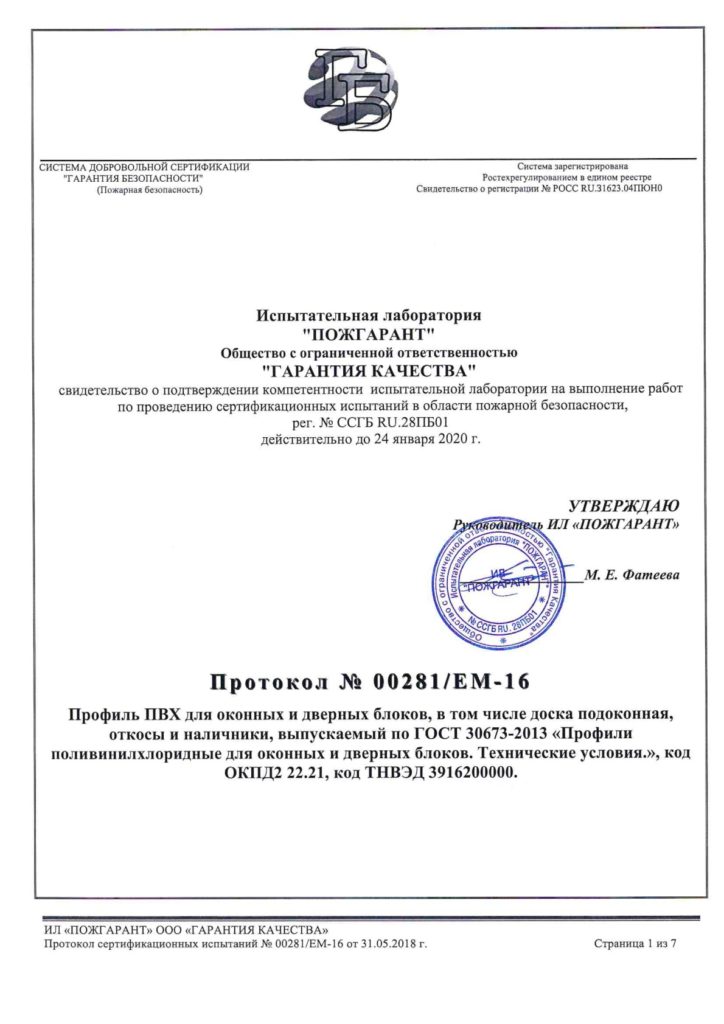 ГБ
СИСТЕМА ДОБРОВОЛЬНОЙ СЕРТИФИКАЦИИ
"ГАРАНТИЯ БЕЗОПАСНОСТИ"
(Пожарная безопасность)
Система зарегистрирована
Ростехрегулированием в едином реестре
Свидетельство о регистрации № РОСС RU.31623.04ПЮН0
Испытательная лаборатория
"ПОЖГАРАНТ"
Общество с ограниченной ответственностью
"ГАРАНТИЯ КАЧЕСТВА"
свидетельство о подтверждении компетентности испытательной лаборатории на выполнение работ
по проведению сертификационных испытаний в области пожарной безопасности,
рег. № ССГБ RU.28ПБ01
действительно до 24 января 2020 г.
УТВЕРЖДАЮ
Руководитель ИЛ «ПОЖГАРАНТ»
М. Е. Фатеева
Общество с ограниченной ответственностью "Гарантия Качества"
Испытательная лаборатория "ПОЖГАРАНТ"
№ ССГБ RU. 28ПБ01
ИЛ
"ПОЖГАРАНТ"
Протокол № 00281/ЕМ-16
Профиль ПВХ для оконных и дверных блоков, в том числе доска подоконная,
откосы и наличники, выпускаемый по ГОСТ 30673-2013 «Профили
поливинилхлоридные для оконных и дверных блоков. Технические условия.», код
ОКПД2 22.21, код ТНВЭД 3916200000.
ИЛ «ПОЖГАРАНТ» ООО «ГАРАНТИЯ КАЧЕСТВА»
Протокол сертификационных испытаний № 00281/ЕМ-16 от 31.05.2018 г.
Страница 1 из 7